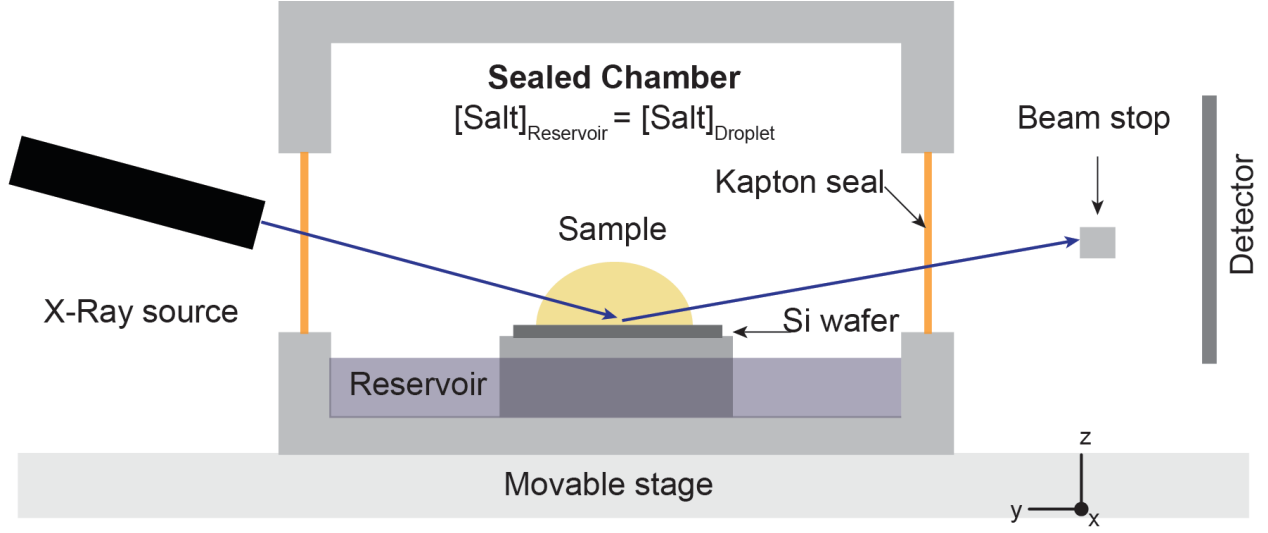 Sealed Chamber
[Salt]Reservoir = [Salt]Droplet
Beam stop
Kapton seal
Detector
Sample
X-Ray source
Si wafer
Reservoir
Movable stage
z
y
x